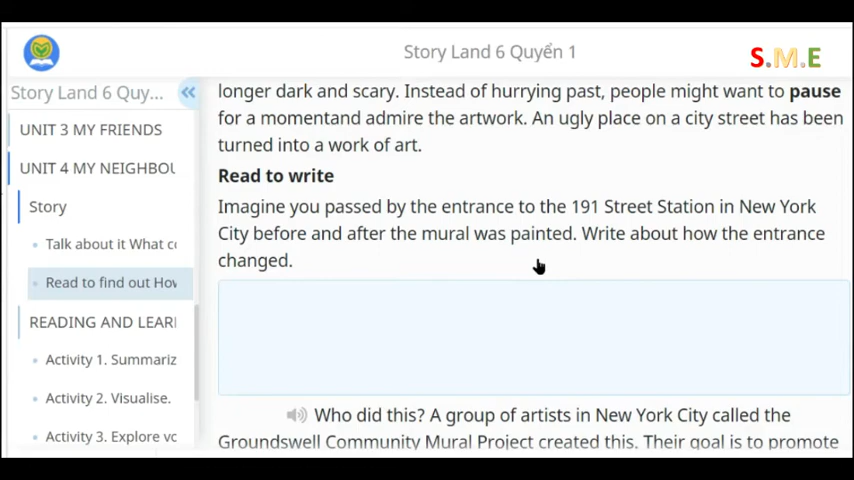 Story Land 6 Quyển 1
S.M.E
Story Land 6 Quy...
UNIT 3 MY FRIENDS
UNIT 4 MY NEIGHBOU
Story
Talk about it What co
Read to find out How
READING AND LEARI
Activity 1. Summariz
Activity 2. Visualise.
Activity 3. Explore vo
longer dark and scary. Instead of hurrying past, people might want to pause
for a momentand admire the artwork. An ugly place on a city street has been
turned into a work of art.
Read to write
Imagine you passed by the entrance to the 191 Street Station in New York
City before and after the mural was painted. Write about how the entrance
changed.
Who did this? A group of artists in New York City called the
Groundswell Community Mural Project created this. Their goal is to promote